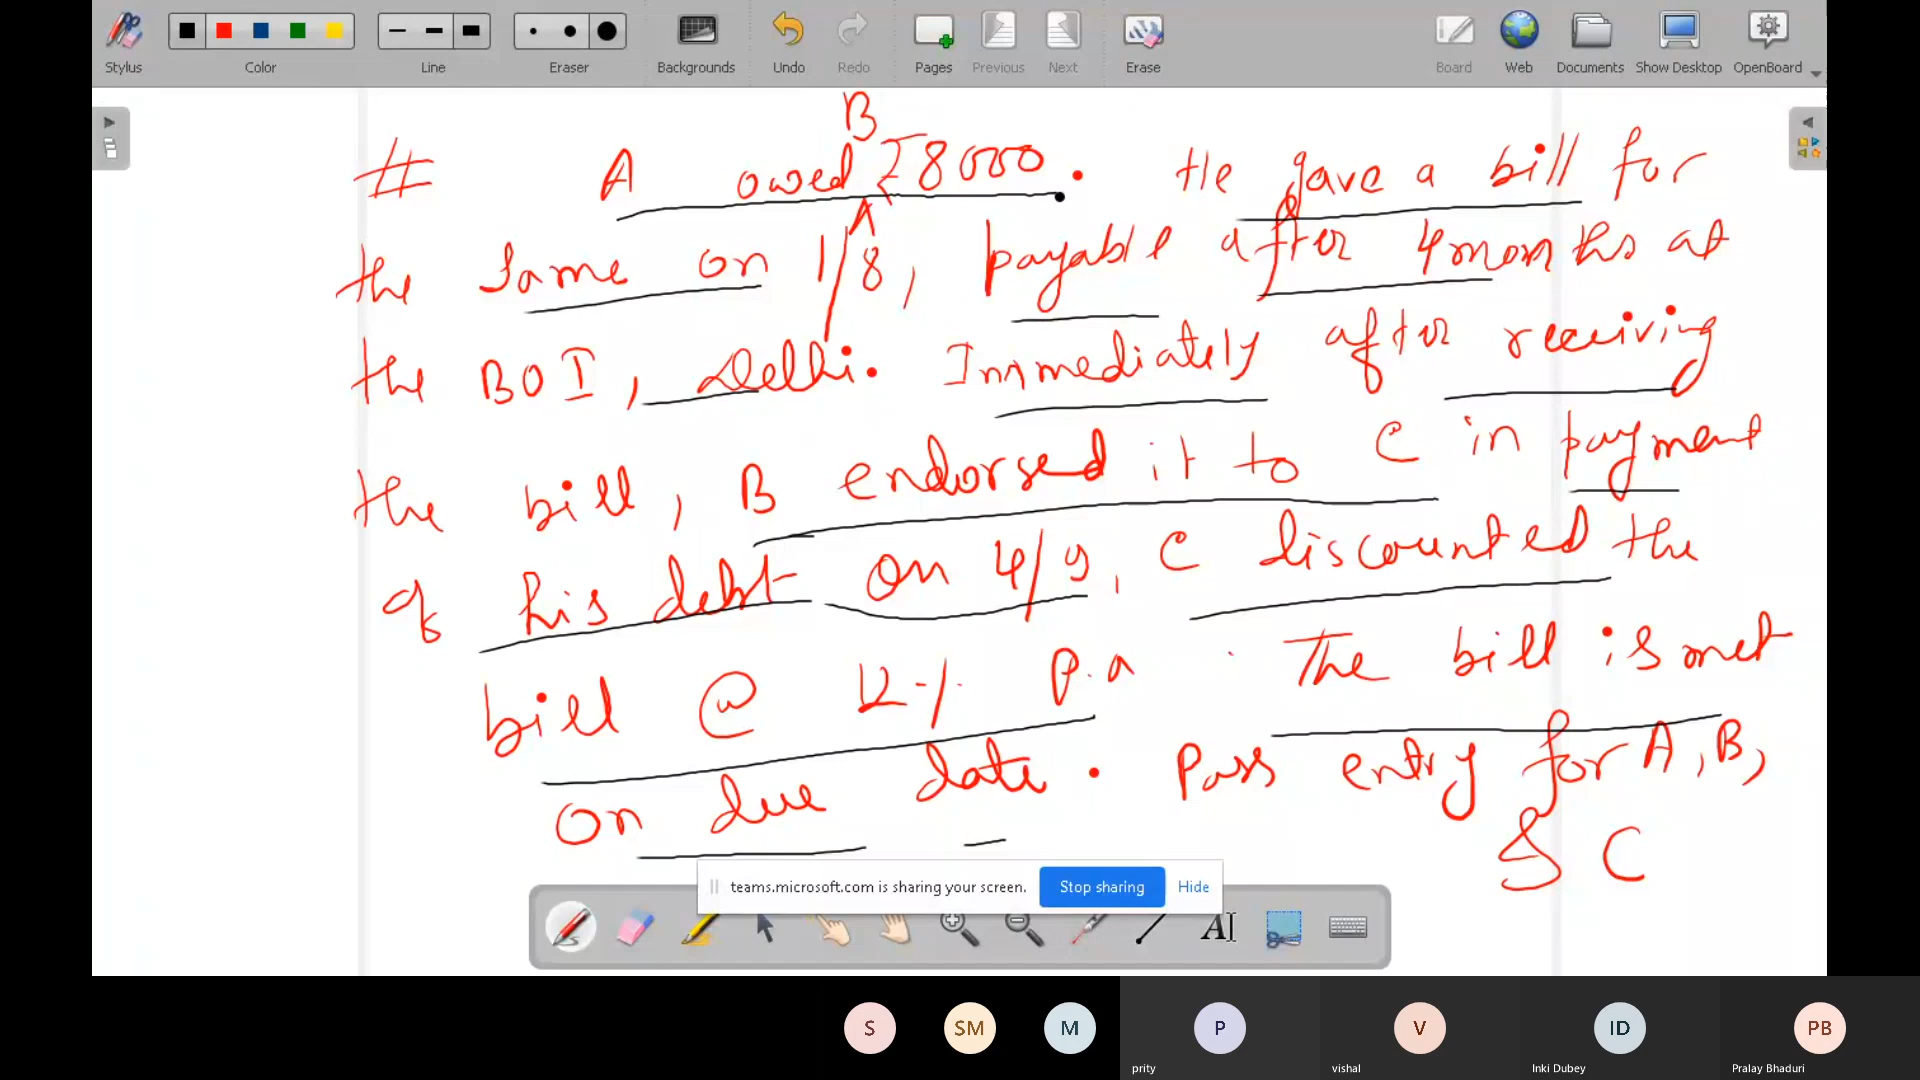 Stylus Color Line Eraser Backgrounds Undo Redo Pages Previous Next Erase Board Web Documents Show Desktop OpenBoard
# A owed B ₹8000. He gave a bill for
the same on 1/8, payable after 4 months at
the BOI, Delhi. Immediately after receiving
the bill, B endorsed it to C in payment
of his debt on 4/9, C discounted the
bill @ 12% p.a. The bill is met
on due date. Pass entry for A, B,
& C
teams.microsoft.com is sharing your screen. Stop sharing Hide
S SM M P V ID PB
prity vishal Inki Dubey Pralay Bhaduri